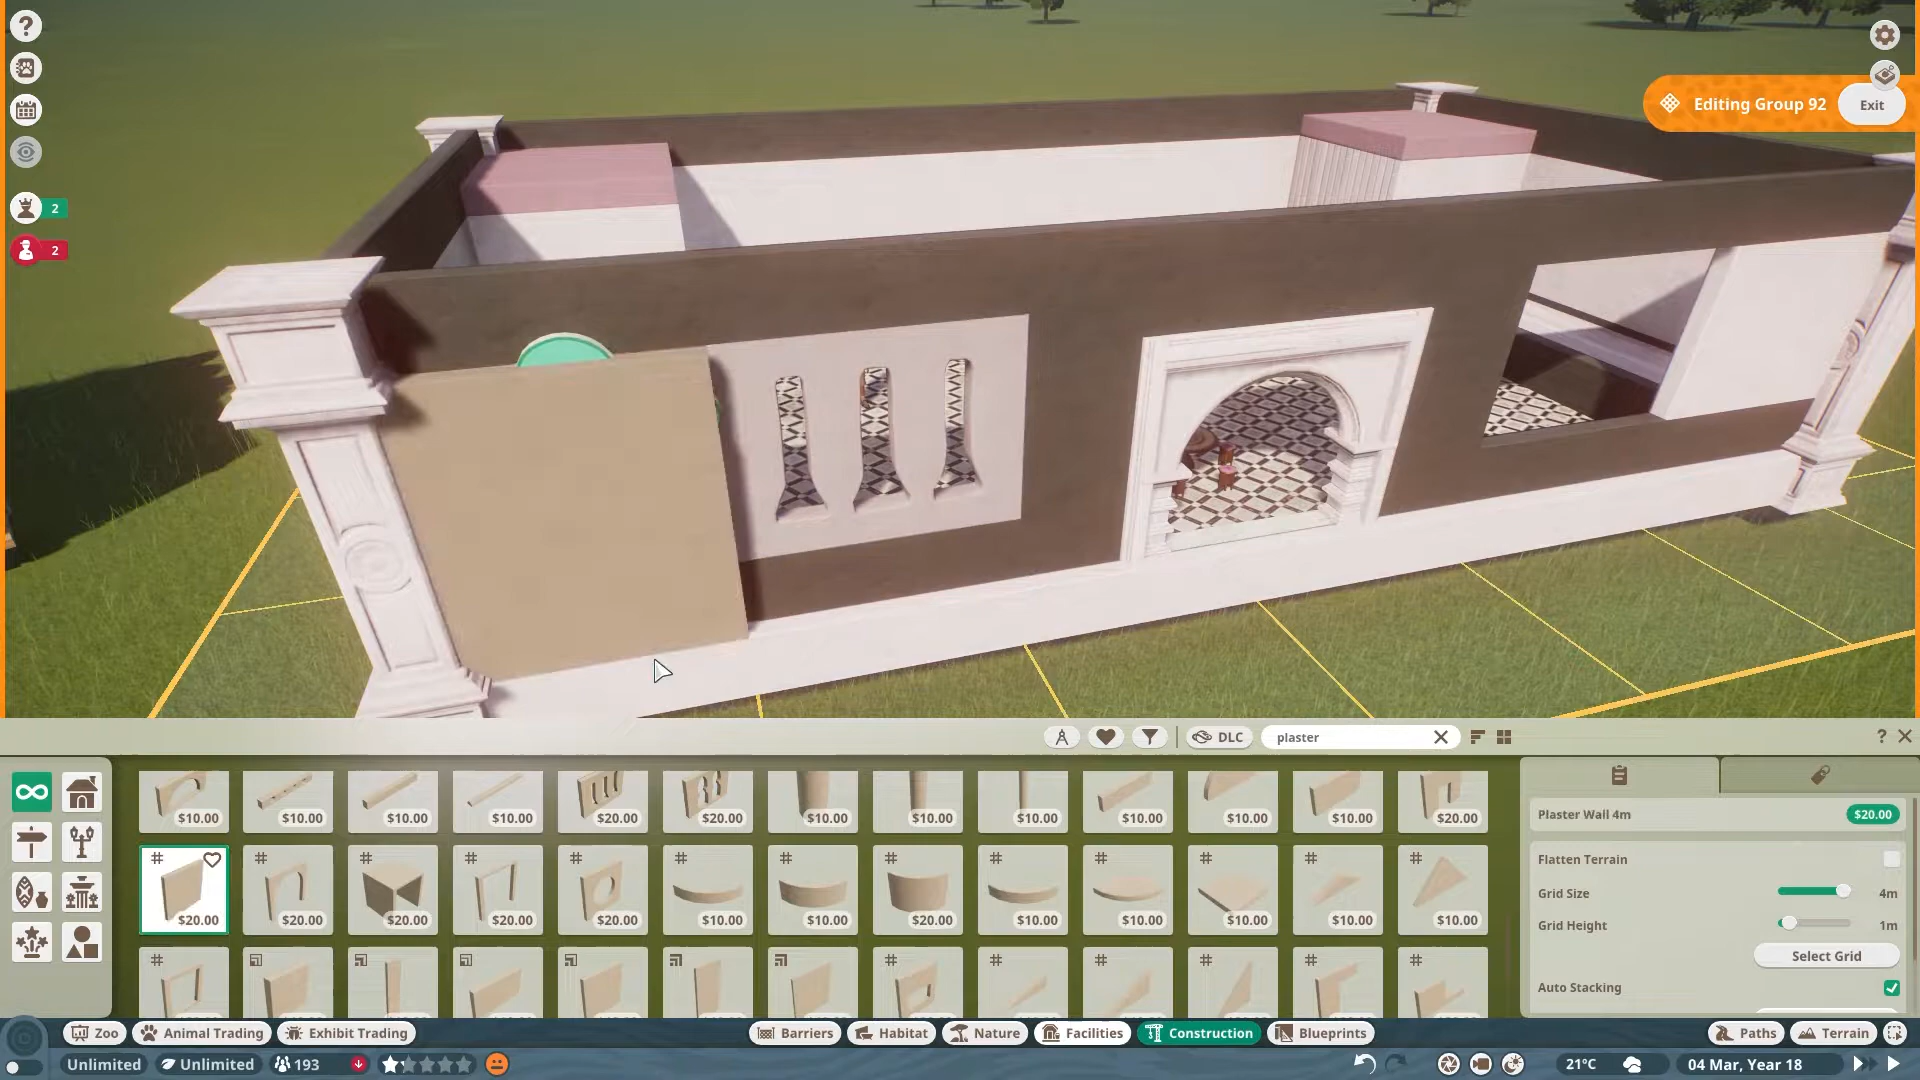 Editing Group 92
Exit
2
2
DLC
plaster
?
$10.00 $10.00 $10.00 $10.00 $20.00 $20.00 $10.00 $10.00 $10.00 $10.00 $10.00 $10.00 $20.00
$20.00 $20.00 $20.00 $20.00 $20.00 $10.00 $10.00 $20.00 $10.00 $10.00 $10.00 $10.00 $10.00
Plaster Wall 4m $20.00
Flatten Terrain
Grid Size 4m
Grid Height 1m
Select Grid
Auto Stacking
Zoo Animal Trading Exhibit Trading Barriers Habitat Nature Facilities Construction Blueprints Paths Terrain
Unlimited Unlimited 193 21°C 04 Mar, Year 18